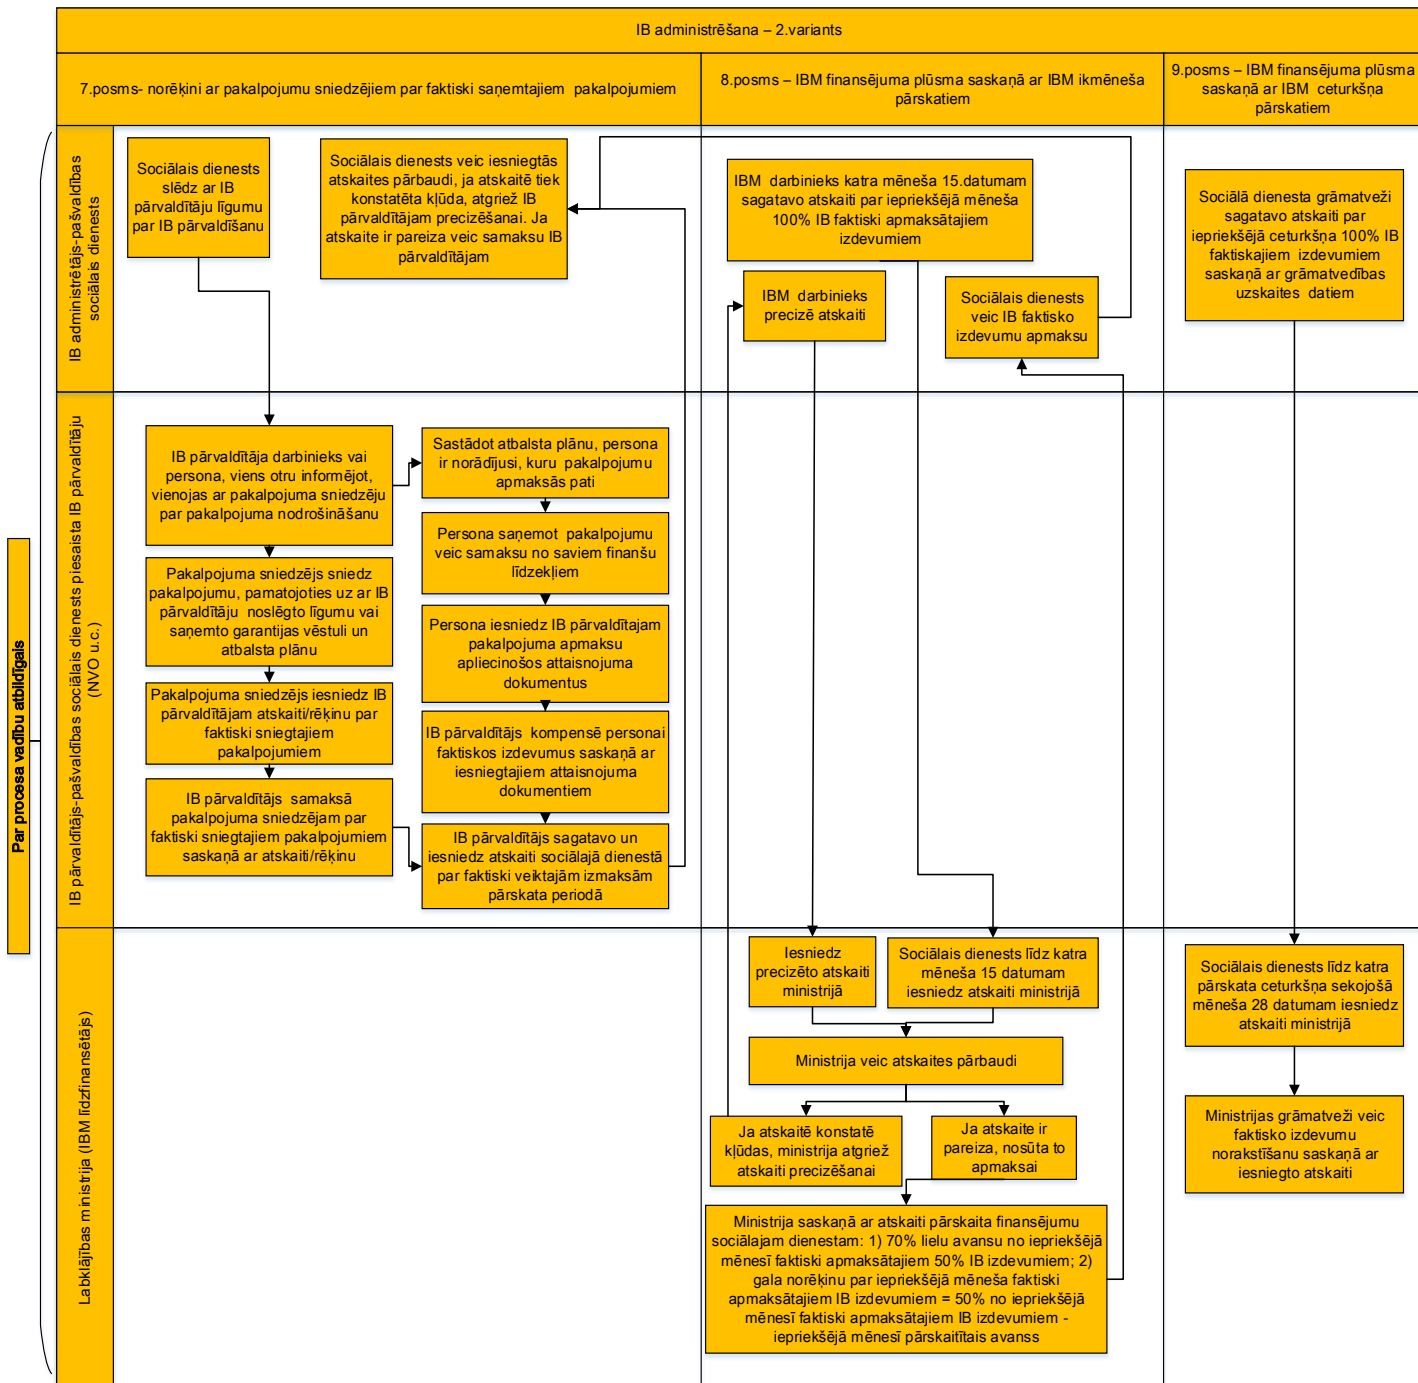 IB administrēšana – 2.variants
7.posms- norēķini ar pakalpojumu sniedzējiem par faktiski saņemtajiem pakalpojumiem
8.posms – IBM finansējuma plūsma saskaņā ar IBM ikmēneša
pārskatiem
9.posms – IBM finansējuma plūsma
saskaņā ar IBM ceturkšņa
pārskatiem
Par procesa vadību atbildīgais
IB administrētājs-pašvaldības
sociālais dienests
Sociālais dienests
slēdz ar IB
pārvaldītāju līgumu
par IB pārvaldīšanu
Sociālais dienests veic iesniegtās
atskaites pārbaudi, ja atskaitē tiek
konstatēta kļūda, atgriež IB
pārvaldītājam precizēšanai. Ja
atskaite ir pareiza veic samaksu IB
pārvaldītājam
IBM darbinieks katra mēneša 15.datumam
sagatavo atskaiti par iepriekšējā mēneša
100% IB faktiski apmaksātajiem
izdevumiem
IBM darbinieks
precizē atskaiti
Sociālais dienests
veic IB faktisko
izdevumu apmaksu
Sociālā dienesta grāmatveži
sagatavo atskaiti par
iepriekšējā ceturkšņa 100% IB
faktiskajiem izdevumiem
saskaņā ar grāmatvedības
uzskaites datiem
IB pārvaldītājs-pašvaldības sociālais dienests piesaista IB pārvaldītāju
(NVO u.c.)
IB pārvaldītāja darbinieks vai
persona, viens otru informējot,
vienojas ar pakalpojuma sniedzēju
par pakalpojuma nodrošināšanu
Pakalpojuma sniedzējs sniedz
pakalpojumu, pamatojoties uz ar IB
pārvaldītāju noslēgto līgumu vai
saņemto garantijas vēstuli un
atbalsta plānu
Pakalpojuma sniedzējs iesniedz IB
pārvaldītājam atskaiti/rēķinu par
faktiski sniegtajiem
pakalpojumiem
IB pārvaldītājs samaksā
pakalpojuma sniedzējam par
faktiski sniegtajiem pakalpojumiem
saskaņā ar atskaiti/rēķinu
Sastādot atbalsta plānu, persona
ir norādījusi, kuru pakalpojumu
apmaksās pati
Persona saņemot pakalpojumu
veic samaksu no saviem finanšu
līdzekļiem
Persona iesniedz IB pārvaldītajam
pakalpojuma apmaksu
apliecinošos attaisnojuma
dokumentus
IB pārvaldītājs kompensē personai
faktiskos izdevumus saskaņā ar
iesniegtajiem attaisnojuma
dokumentiem
IB pārvaldītājs sagatavo un
iesniedz atskaiti sociālajā dienestā
par faktiski veiktajām izmaksām
pārskata periodā
Labklājības ministrija (IBM līdzfinansētājs)
Iesniedz
precizēto atskaiti
ministrijā
Sociālais dienests līdz katra
mēneša 15 datumam
iesniedz atskaiti ministrijā
Ministrija veic atskaites pārbaudi
Ja atskaitē konstatē
kļūdas, ministrija atgriež
atskaiti precizēšanai
Ja atskaite ir
pareiza, nosūta to
apmaksai
Ministrija saskaņā ar atskaiti pārskaita finansējumu
sociālajam dienestam: 1) 70% lielu avansu no iepriekšējā
mēnesī faktiski apmaksātajiem 50% IB izdevumiem; 2)
gala norēķinu par iepriekšējā mēneša faktiski
apmaksātajiem IB izdevumiem = 50% no iepriekšējā
mēnesī faktiski apmaksātajiem IB izdevumiem -
iepriekšējā mēnesī pārskaitītais avanss
Sociālais dienests līdz katra
pārskata ceturkšņa sekojošā
mēneša 28 datumam iesniedz
atskaiti ministrijā
Ministrijas grāmatveži veic
faktisko izdevumu
norakstīšanu saskaņā ar
iesniegto atskaiti